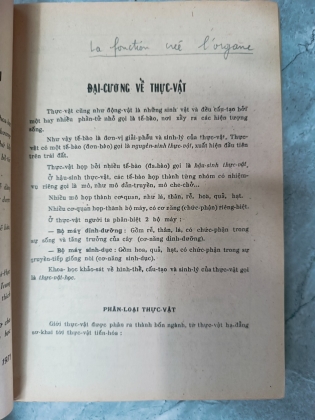 La fonction crée l'organe
ĐẠI-CƯƠNG VỀ THỰC-VẬT
Thực-vật cũng như động-vật là những sinh vật và đều cấu-tạo bởi
một hay nhiều phần-tử nhỏ gọi là tế-bào, nơi xảy ra các hiện tượng
sống.
Như vậy tế-bào là đơn-vị giải-phẫu và sinh-lý của thực-vật. Thực-
vật có một tế-bào (đơn-bào) gọi là nguyên-sinh thực-vật, xuất hiện đầu tiên
trên trái đất.
Thực-vật họp bởi nhiều tế-bào (đa-bào) gọi là hậu-sinh thực-vật.
Ở hậu-sinh thực-vật, các tế-bào họp thành từng nhóm có nhiệm-
vụ riêng gọi là mô, như mô dẫn-truyền, mô che-chở...
Nhiều mô họp thành cơ-quan, như lá, thân, rễ, hoa, quả, hạt.
Nhiều cơ-quan họp-thành bộ máy, có cơ năng (chức-phận) riêng-biệt.
Ở thực-vật người ta phân-biệt 2 bộ máy :
— Bộ máy dinh-dưỡng : Gồm rễ, thân, lá, có chức-phận trong
sự sống và tăng trưởng của cây (cơ-năng dinh-dưỡng).
— Bộ máy sinh-dục : Gồm hoa, quả, hạt, có chức-phận trong sự
truyền-tiếp giống nòi (cơ-năng sinh-dục).
Khoa-học khảo-sát về hình-thể, cấu-tạo và sinh-lý của thực-vật gọi
là thực-vật-học.
PHÂN-LOẠI THỰC-VẬT
Giới thực-vật được phân ra thành bốn ngành, từ thực-vật hạ-đẳng
sơ-khai tới thực-vật tiến-hóa :